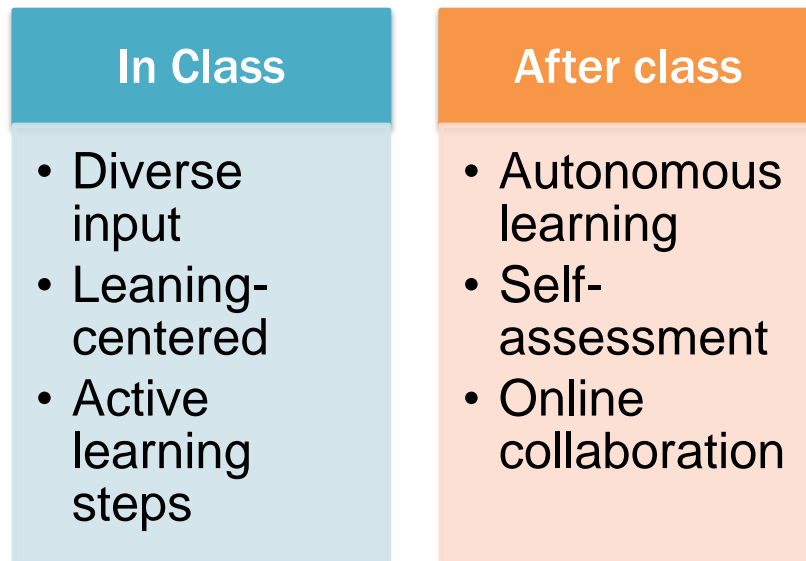 In Class
• Diverse
input
• Leaning-
centered
• Active
learning
steps
After class
• Autonomous
learning
• Self-
assessment
• Online
collaboration